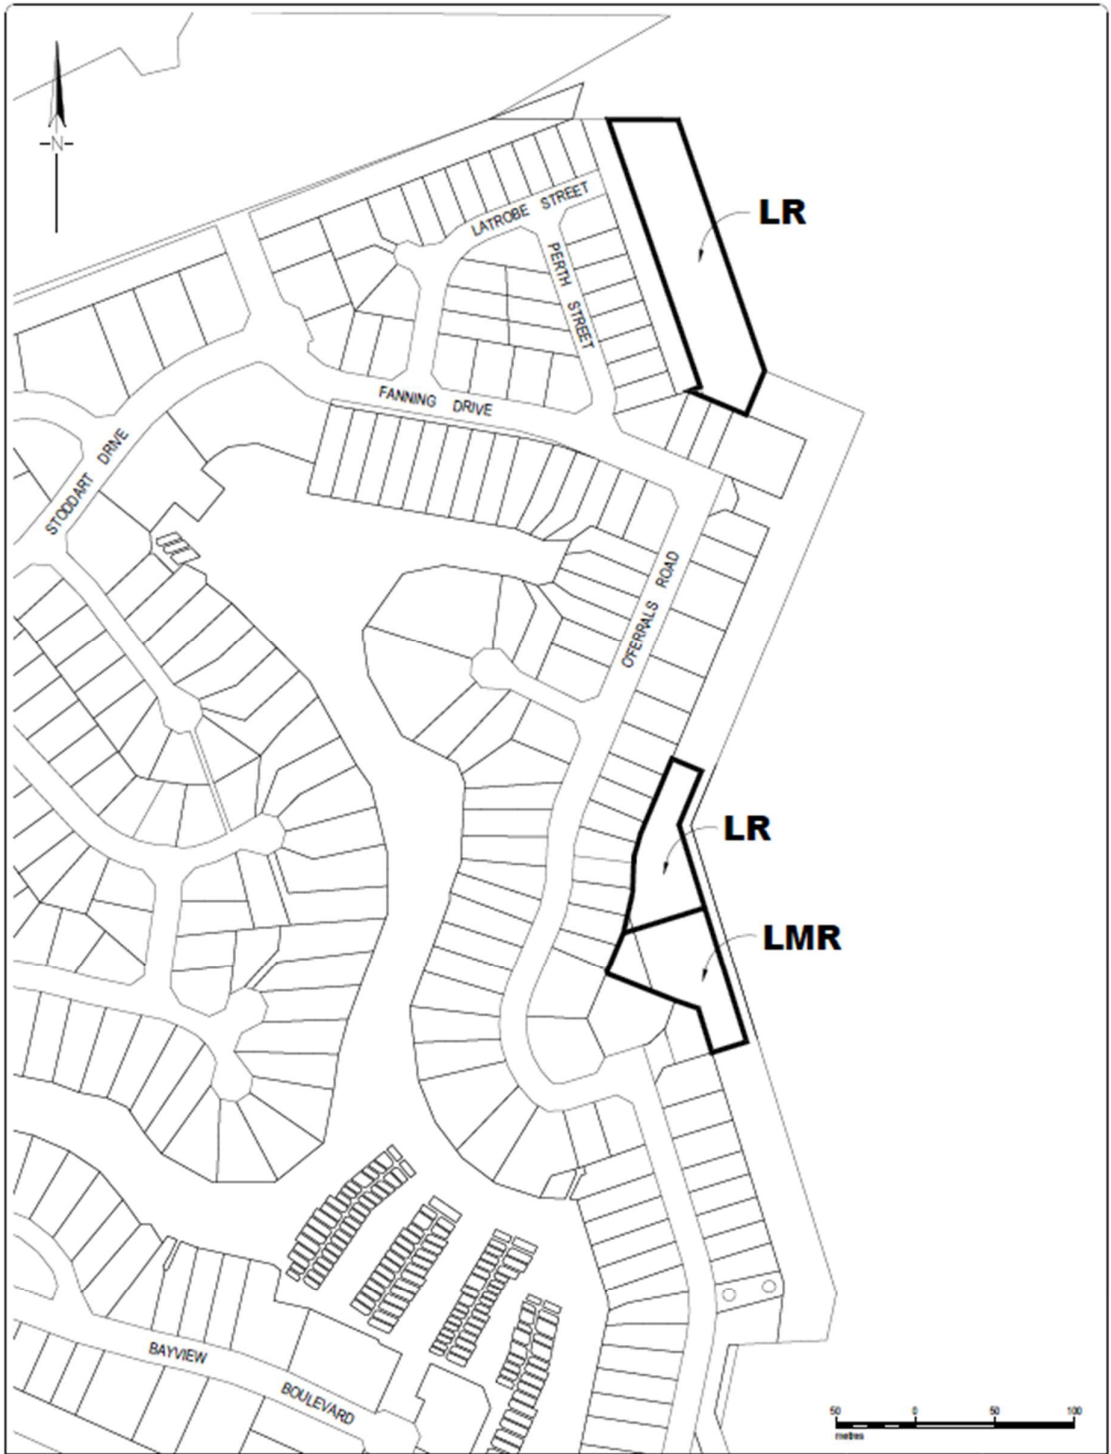 N
LATROBE STREET
LR
PERTH STREET
FANNING DRIVE
STODDART DRIVE
O'FERRALS ROAD
LR
LMR
BAYVIEW
BOULEVARD
50 0 50 100
metres